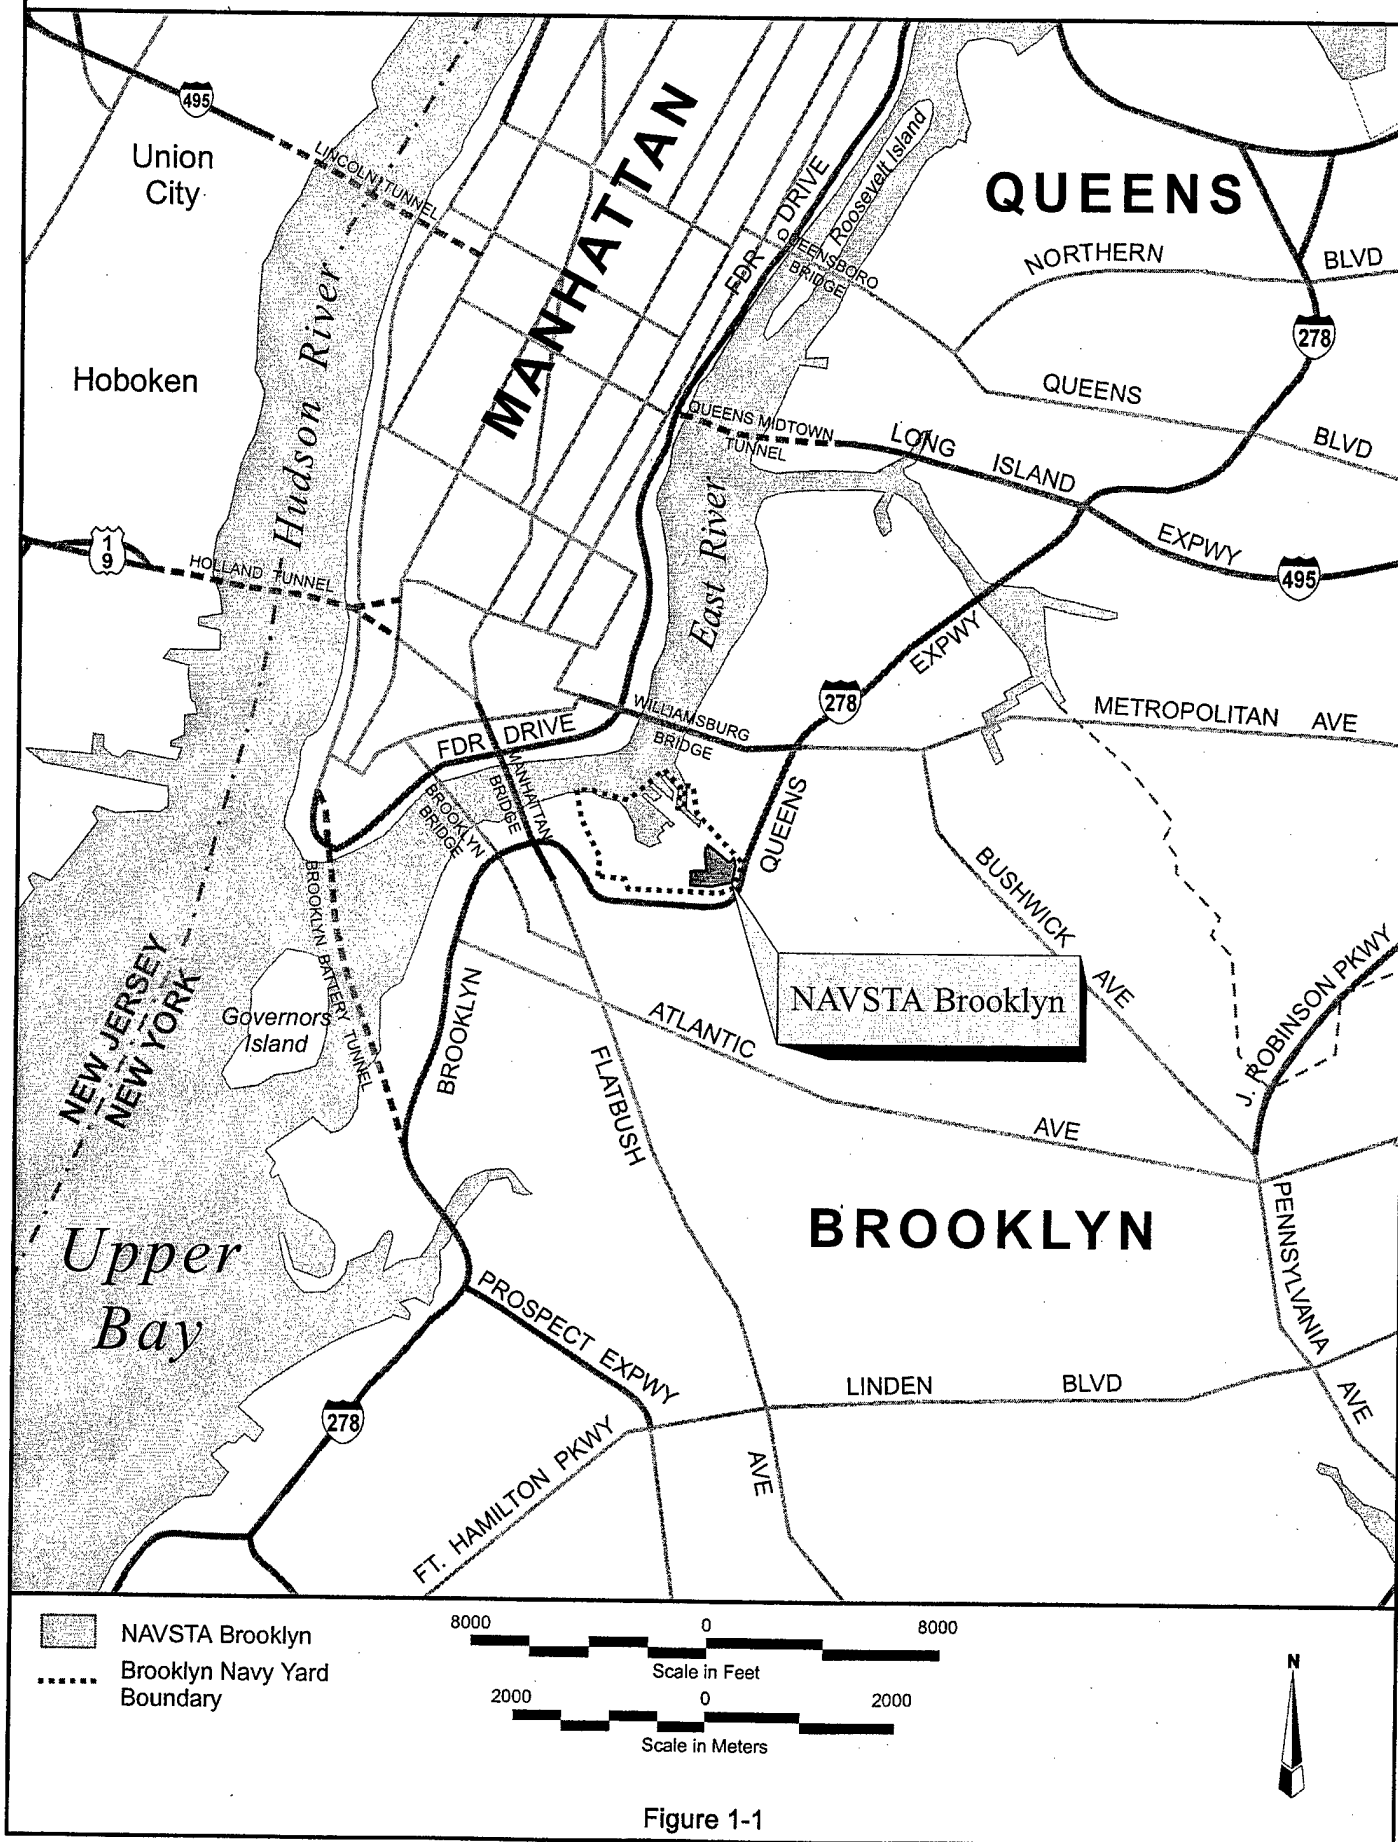 495
Union
City
LINCOLN TUNNEL
Hudson River
Hoboken
MANHATTAN
FDR DRIVE
Roosevelt Island
QUEENSBORO
BRIDGE
QUEENS
NORTHERN BLVD
278
QUEENS BLVD
QUEENS MIDTOWN
TUNNEL
LONG ISLAND EXPWY
495
1
9
HOLLAND TUNNEL
East River
EXPWY
278
QUEENS
METROPOLITAN AVE
WILLIAMSBURG
BRIDGE
FDR DRIVE
MANHATTAN
BRIDGE
BROOKLYN
BRIDGE
BROOKLYN BATTERY TUNNEL
BUSHWICK AVE
J. ROBINSON PKWY
NAVSTA Brooklyn
NEW JERSEY
NEW YORK
Governors
Island
BROOKLYN
ATLANTIC AVE
FLATBUSH AVE
BROOKLYN
PENNSYLVANIA AVE
Upper
Bay
PROSPECT EXPWY
LINDEN BLVD
278
FT. HAMILTON PKWY
NAVSTA Brooklyn
Brooklyn Navy Yard
Boundary
8000 0 8000
Scale in Feet
2000 0 2000
Scale in Meters
N
Figure 1-1